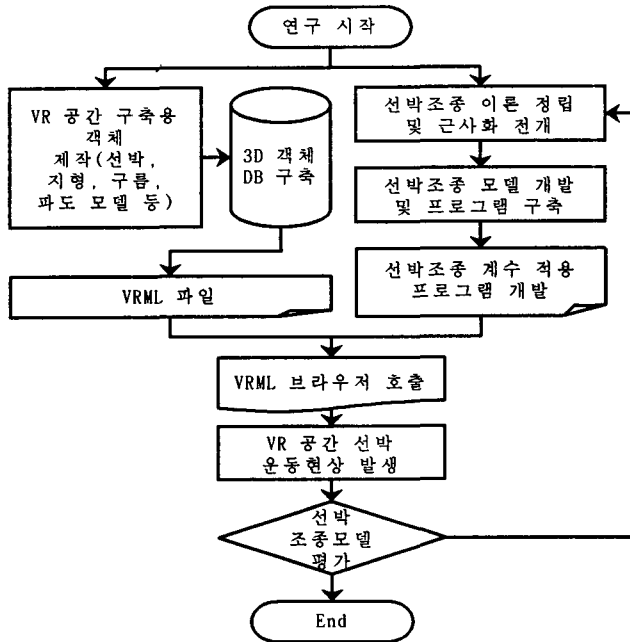 연구 시작
VR 공간 구축용
객체
제작(선박,
지형, 구름,
파도 모델 등)
3D 객체
DB 구축
VRML 파일
선박조종 이론 정립
및 근사화 전개
선박조종 모델 개발
및 프로그램 구축
선박조종 계수 적용
프로그램 개발
VRML 브라우저 호출
VR 공간 선박
운동현상 발생
선박
조종모델
평가
End